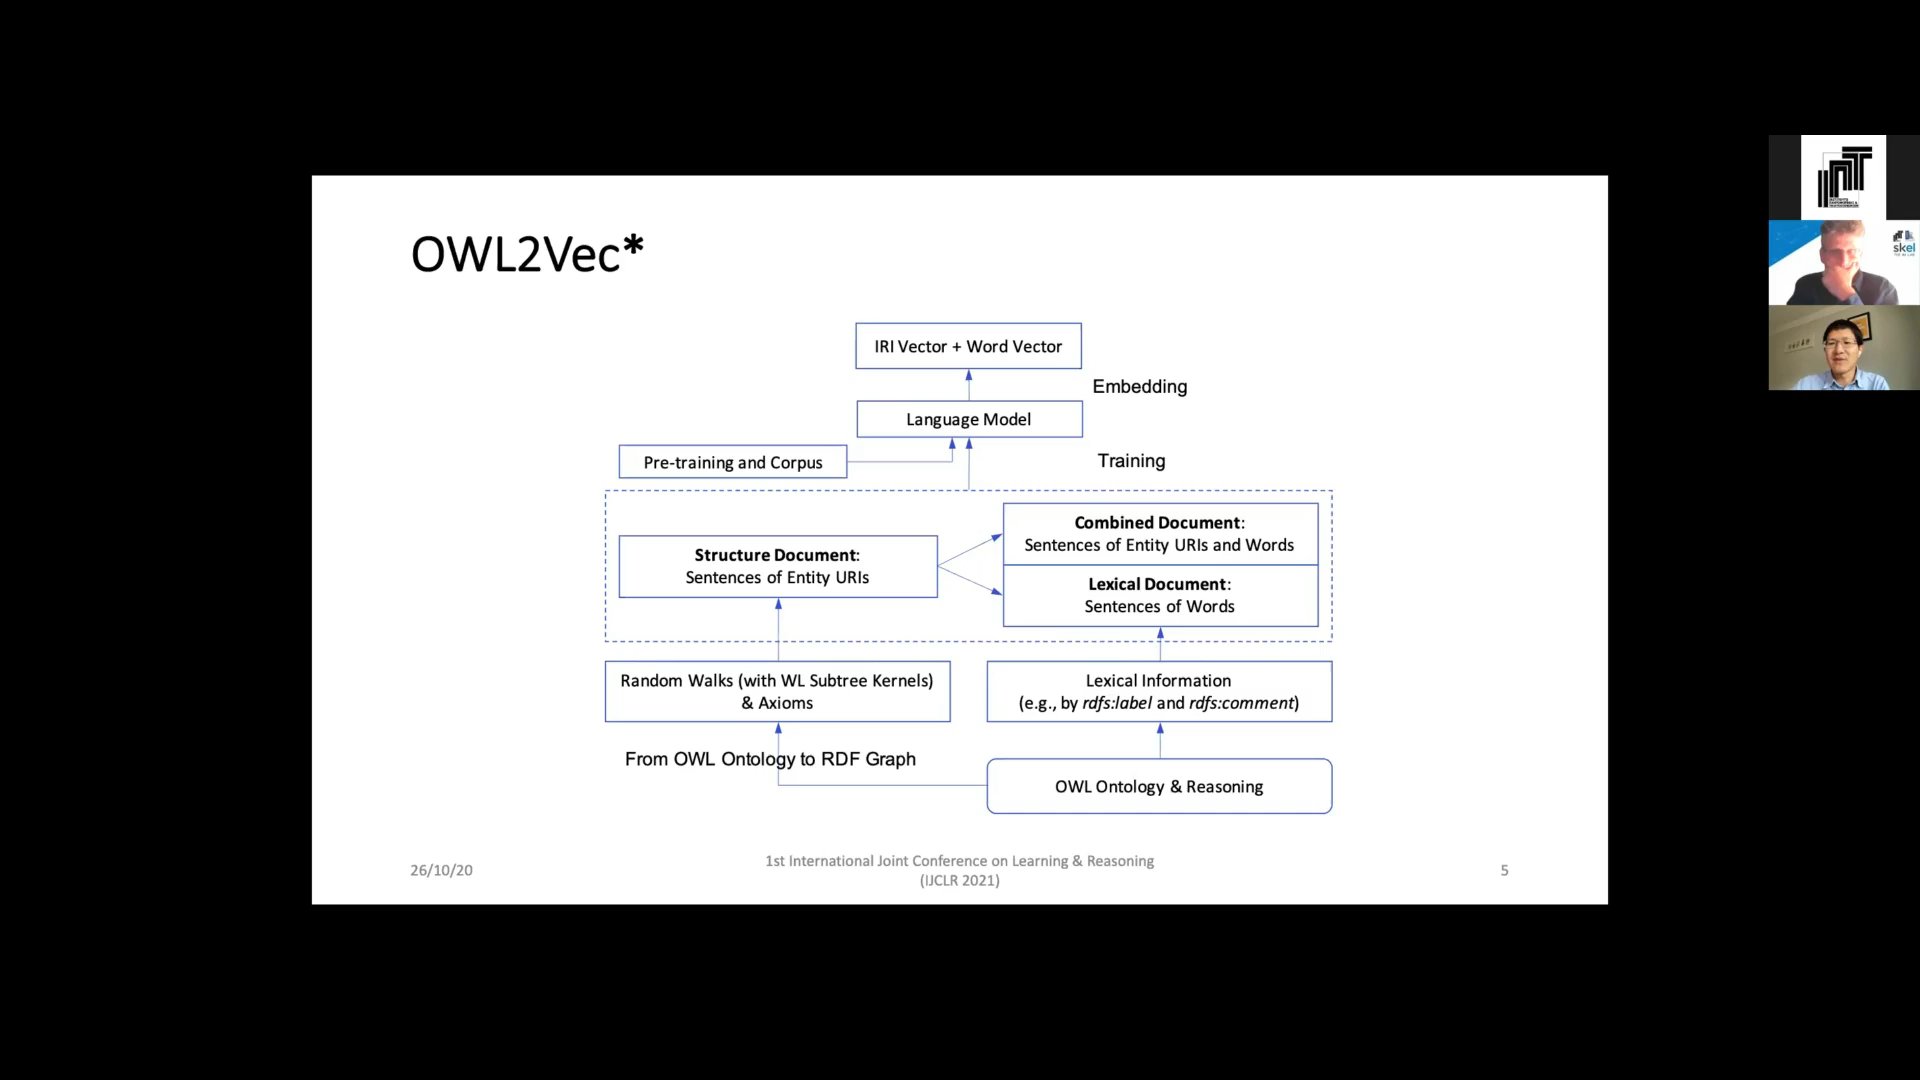 OWL2Vec*
IRI Vector + Word Vector
Embedding
Language Model
Pre-training and Corpus
Training
Structure Document:
Sentences of Entity URIs
Combined Document:
Sentences of Entity URIs and Words
Lexical Document:
Sentences of Words
Random Walks (with WL Subtree Kernels)
& Axioms
Lexical Information
(e.g., by rdfs:label and rdfs:comment)
From OWL Ontology to RDF Graph
OWL Ontology & Reasoning
26/10/20
1st International Joint Conference on Learning & Reasoning
(IJCLR 2021)
5
skel